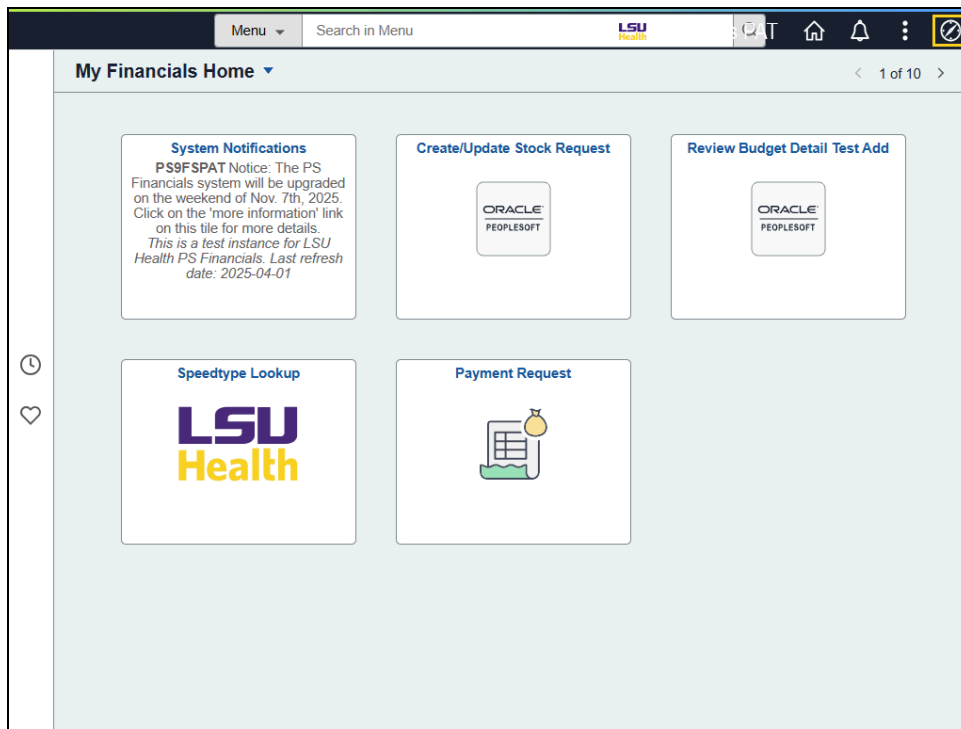 Menu
Search in Menu
LSU
Health
PAT
My Financials Home
1 of 10
System Notifications
PS9FSPAT Notice: The PS
Financials system will be upgraded
on the weekend of Nov. 7th, 2025.
Click on the 'more information' link
on this tile for more details.
This is a test instance for LSU
Health PS Financials. Last refresh
date: 2025-04-01
Create/Update Stock Request
ORACLE
PEOPLESOFT
Review Budget Detail Test Add
ORACLE
PEOPLESOFT
Speedtype Lookup
LSU
Health
Payment Request